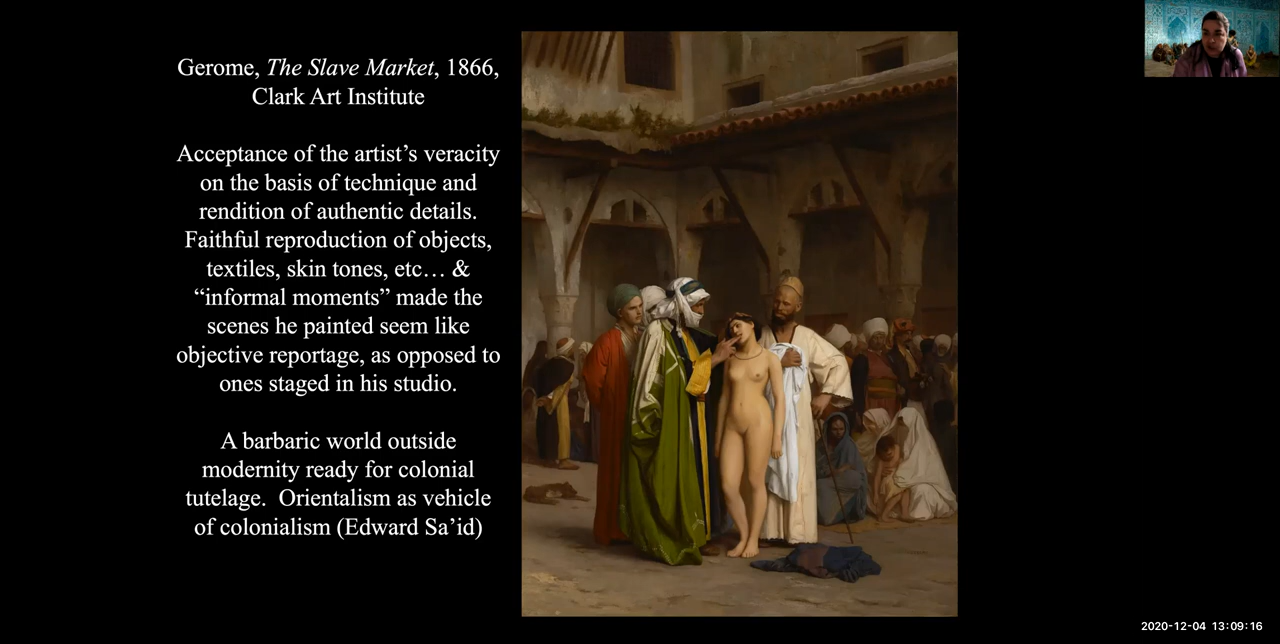 Gerome, The Slave Market, 1866,
Clark Art Institute
Acceptance of the artist’s veracity
on the basis of technique and
rendition of authentic details.
Faithful reproduction of objects,
textiles, skin tones, etc… &
“informal moments” made the
scenes he painted seem like
objective reportage, as opposed to
ones staged in his studio.
A barbaric world outside
modernity ready for colonial
tutelage.  Orientalism as vehicle
of colonialism (Edward Sa’id)
2020-12-04 13:09:16